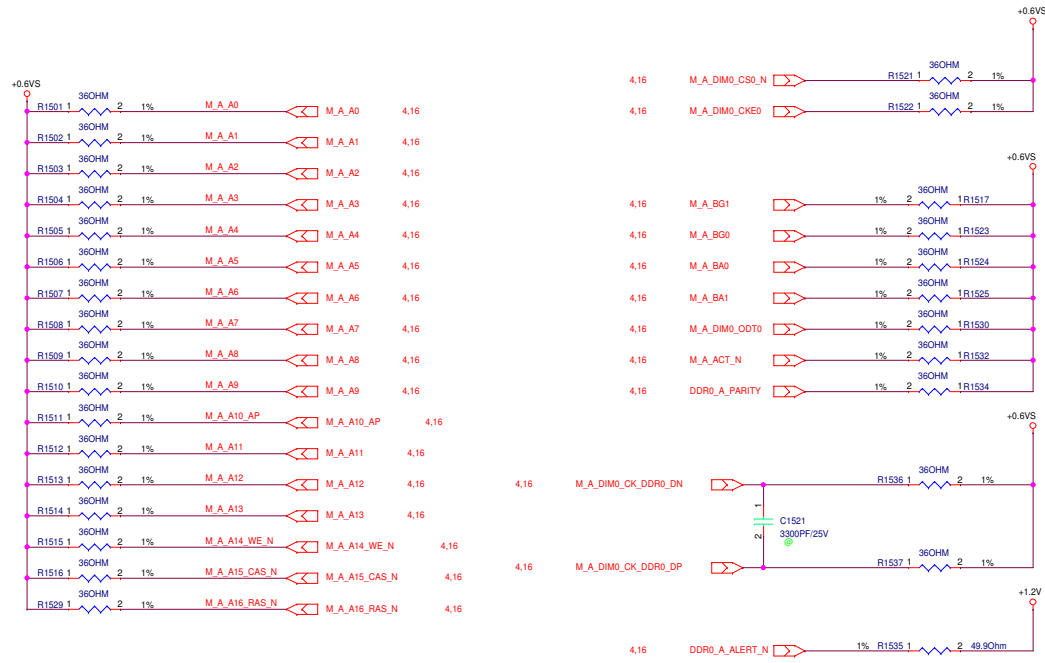 +0.6VS
R1501 1 36OHM 2 1% M_A_A0 M_A_A0 4,16
R1502 1 36OHM 2 1% M_A_A1 M_A_A1 4,16
R1503 1 36OHM 2 1% M_A_A2 M_A_A2 4,16
R1504 1 36OHM 2 1% M_A_A3 M_A_A3 4,16
R1505 1 36OHM 2 1% M_A_A4 M_A_A4 4,16
R1506 1 36OHM 2 1% M_A_A5 M_A_A5 4,16
R1507 1 36OHM 2 1% M_A_A6 M_A_A6 4,16
R1508 1 36OHM 2 1% M_A_A7 M_A_A7 4,16
R1509 1 36OHM 2 1% M_A_A8 M_A_A8 4,16
R1510 1 36OHM 2 1% M_A_A9 M_A_A9 4,16
R1511 1 36OHM 2 1% M_A_A10_AP M_A_A10_AP 4,16
R1512 1 36OHM 2 1% M_A_A11 M_A_A11 4,16
R1513 1 36OHM 2 1% M_A_A12 M_A_A12 4,16
R1514 1 36OHM 2 1% M_A_A13 M_A_A13 4,16
R1515 1 36OHM 2 1% M_A_A14_WE_N M_A_A14_WE_N 4,16
R1516 1 36OHM 2 1% M_A_A15_CAS_N M_A_A15_CAS_N 4,16
R1529 1 36OHM 2 1% M_A_A16_RAS_N M_A_A16_RAS_N 4,16
+0.6VS
4,16 M_A_DIM0_CS0_N R1521 1 36OHM 2 1%
4,16 M_A_DIM0_CKE0 R1522 1 36OHM 2 1%
+0.6VS
4,16 M_A_BG1 1% 2 36OHM 1 R1517
4,16 M_A_BG0 1% 2 36OHM 1 R1523
4,16 M_A_BA0 1% 2 36OHM 1 R1524
4,16 M_A_BA1 1% 2 36OHM 1 R1525
4,16 M_A_DIM0_ODT0 1% 2 36OHM 1 R1530
4,16 M_A_ACT_N 1% 2 36OHM 1 R1532
4,16 DDR0_A_PARITY 1% 2 36OHM 1 R1534
+0.6VS
4,16 M_A_DIM0_CK_DDR0_DN R1536 1 36OHM 2 1%
1
C1521
3300PF/25V
2 @
4,16 M_A_DIM0_CK_DDR0_DP R1537 1 36OHM 2 1%
+1.2V
4,16 DDR0_A_ALERT_N 1% R1535 1 2 49.9Ohm